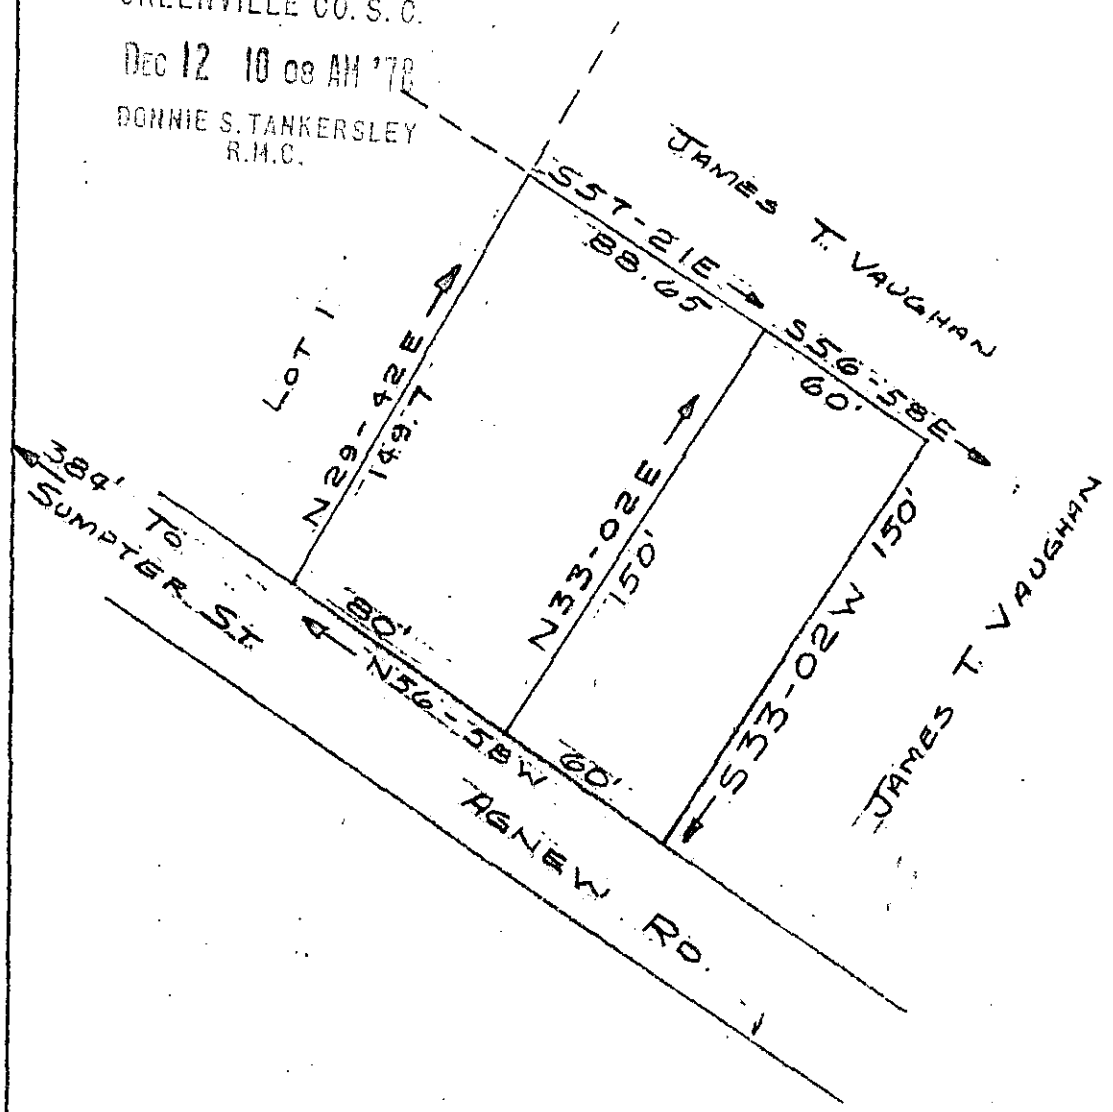 GREENVILLE CO. S. C.
DEC 12 10 08 AM '78
DONNIE S. TANKERSLEY
R.M.C.
JAMES T. VAUGHAN
S57-21E
88.65
S56-58E
60'
LOT 1
N29-42E
149.7
N33-02E
150'
S33-02W 150'
JAMES T. VAUGHAN
384' TO
SUMPTER ST.
80'
N56-58W
60'
AGNEW RD.